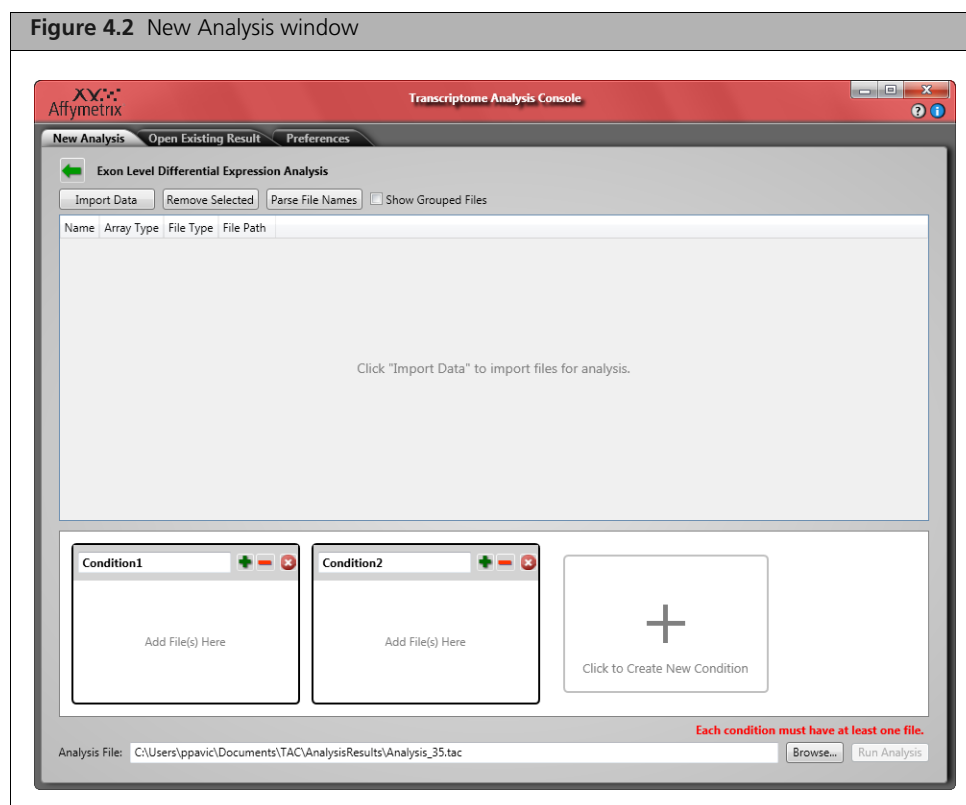 Figure 4.2 New Analysis window
Affymetrix
Transcriptome Analysis Console
New Analysis Open Existing Result Preferences
Exon Level Differential Expression Analysis
Import Data Remove Selected Parse File Names Show Grouped Files
Name Array Type File Type File Path
Click "Import Data" to import files for analysis.
Condition1 Condition2
Add File(s) Here Add File(s) Here
Click to Create New Condition
Each condition must have at least one file.
Analysis File: C:\Users\ppavic\Documents\TAC\AnalysisResults\Analysis_35.tac Browse... Run Analysis